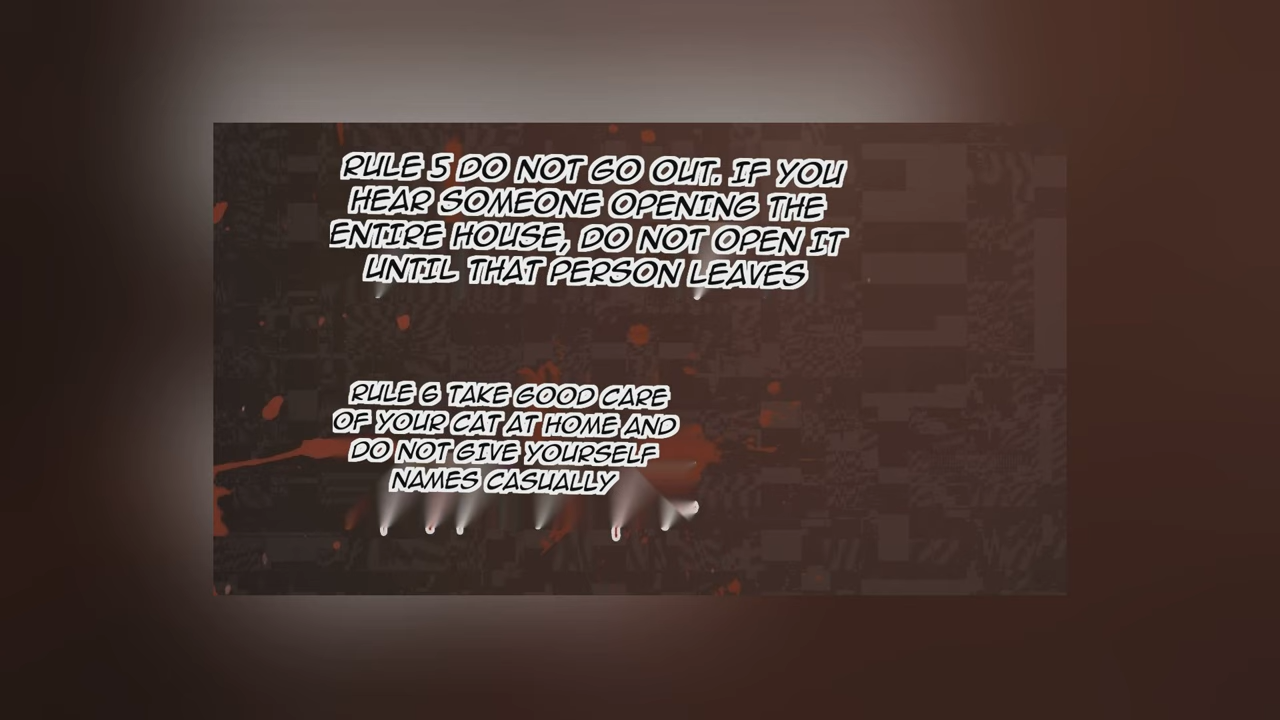 RULE 5 DO NOT GO OUT. IF YOU
HEAR SOMEONE OPENING THE
ENTIRE HOUSE, DO NOT OPEN IT
UNTIL THAT PERSON LEAVES
RULE 6 TAKE GOOD CARE
OF YOUR CAT AT HOME AND
DO NOT GIVE YOURSELF
NAMES CASUALLY